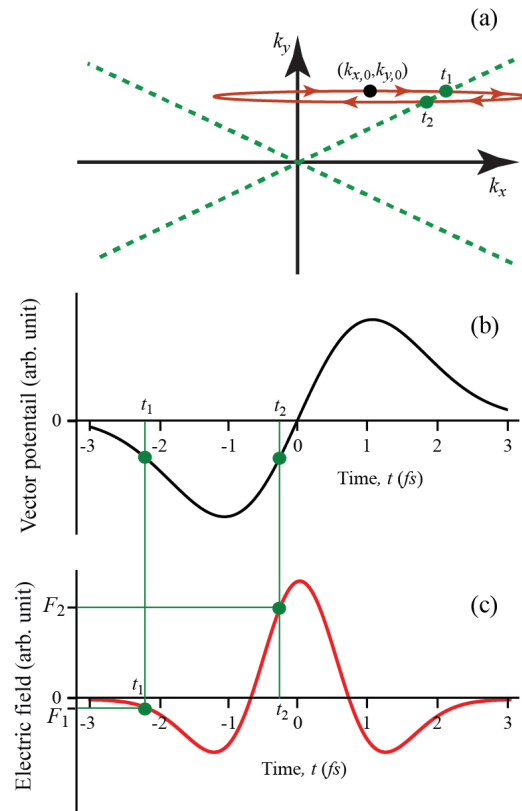 (a)
k_y
(k_{x,0},k_{y,0})
t_1
t_2
k_x
(b)
Vector potentail (arb. unit)
0
t_1
t_2
-3
-2
-1
0
1
2
3
Time, t (fs)
(c)
Electric field (arb. unit)
F_2
0
F_1
t_1
t_2
-3
-2
-1
0
1
2
3
Time, t (fs)